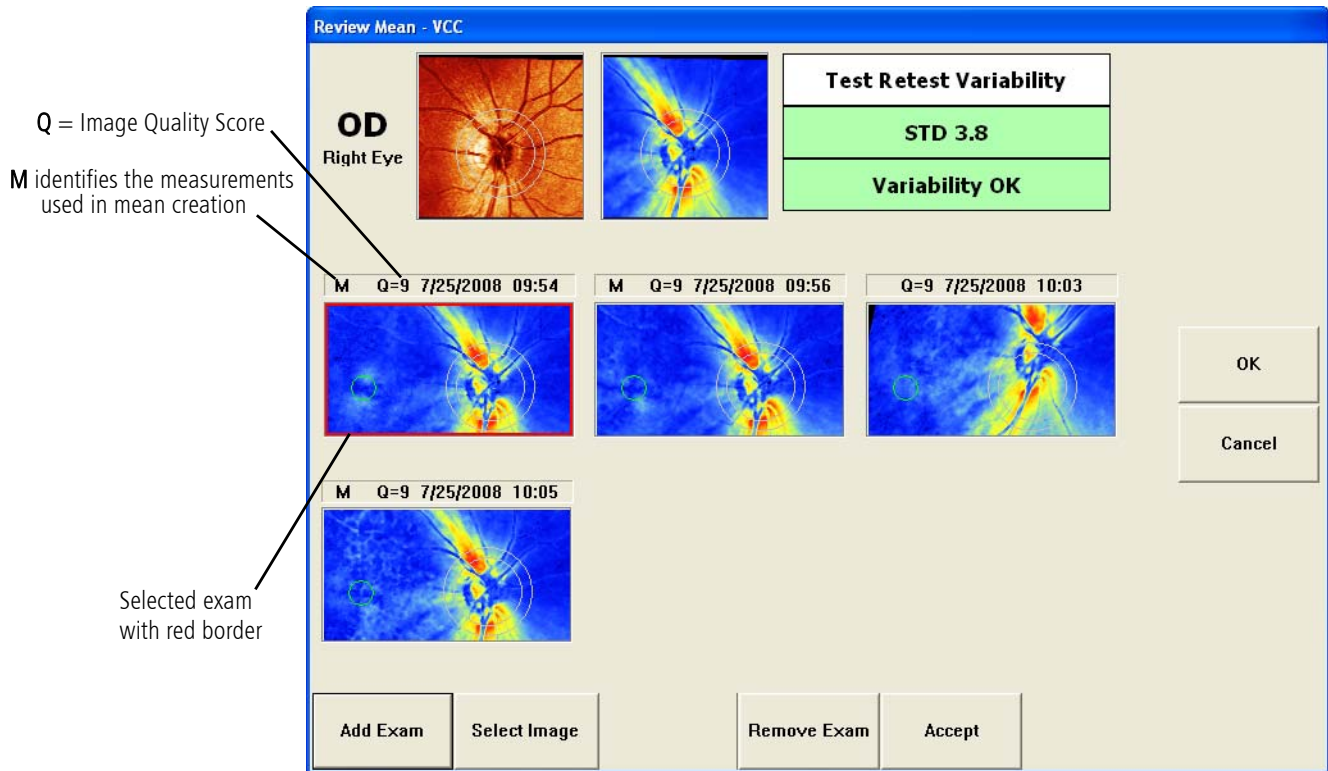 Review Mean - VCC
OD
Right Eye
Test Retest Variability
STD 3.8
Variability OK
Q = Image Quality Score
M identifies the measurements
used in mean creation
M Q=9 7/25/2008 09:54
M Q=9 7/25/2008 09:56
Q=9 7/25/2008 10:03
OK
Cancel
M Q=9 7/25/2008 10:05
Selected exam
with red border
Add Exam
Select Image
Remove Exam
Accept